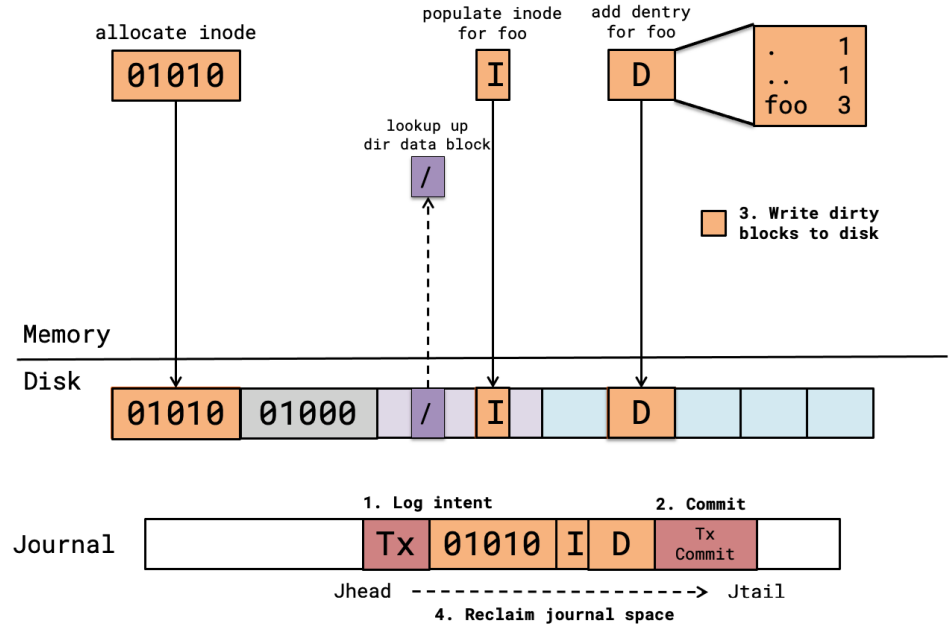 allocate inode
populate inode
for foo
add dentry
for foo
01010
I
D
. 1
.. 1
foo 3
lookup up
dir data block
/
3. Write dirty
blocks to disk
Memory
Disk
01010
01000
/
I
D
1. Log intent
2. Commit
Journal
Tx
01010
I
D
Tx
Commit
Jhead
Jtail
4. Reclaim journal space